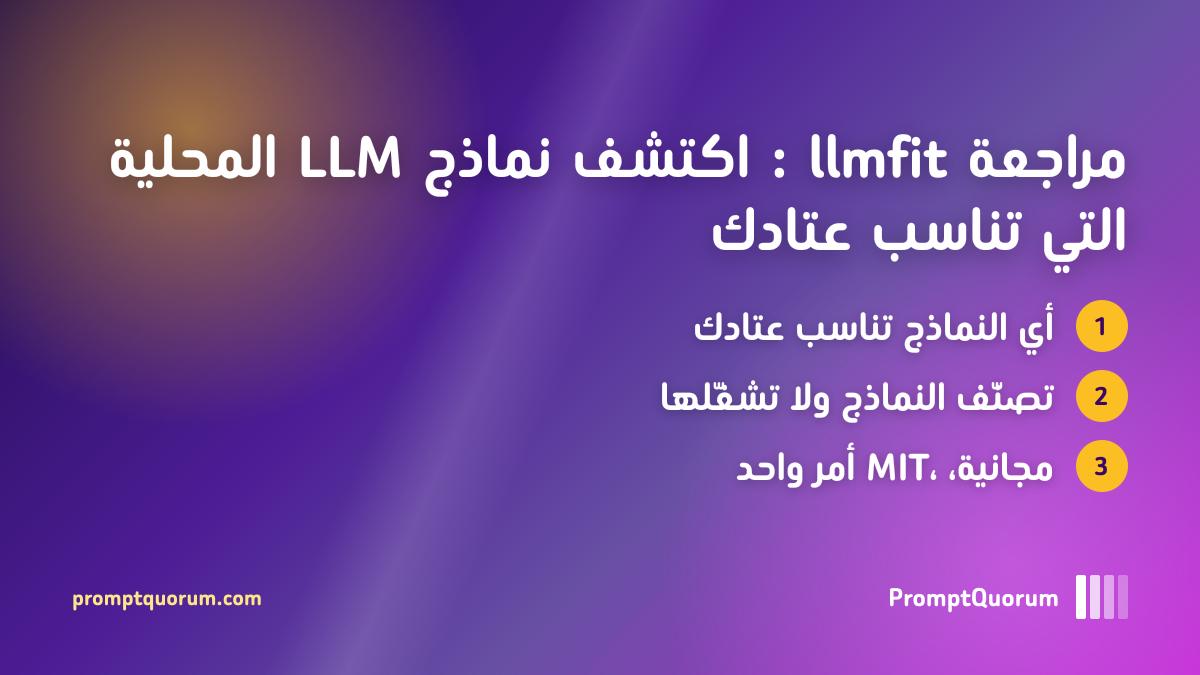 مراجعة llmfit : اكتشف نماذج LLM المحلية
التي تناسب عتادك
1 أي النماذج تناسب عتادك
2 تصنّف النماذج ولا تشغّلها
3 مجانية، MIT، أمر واحد
PromptQuorum
promptquorum.com